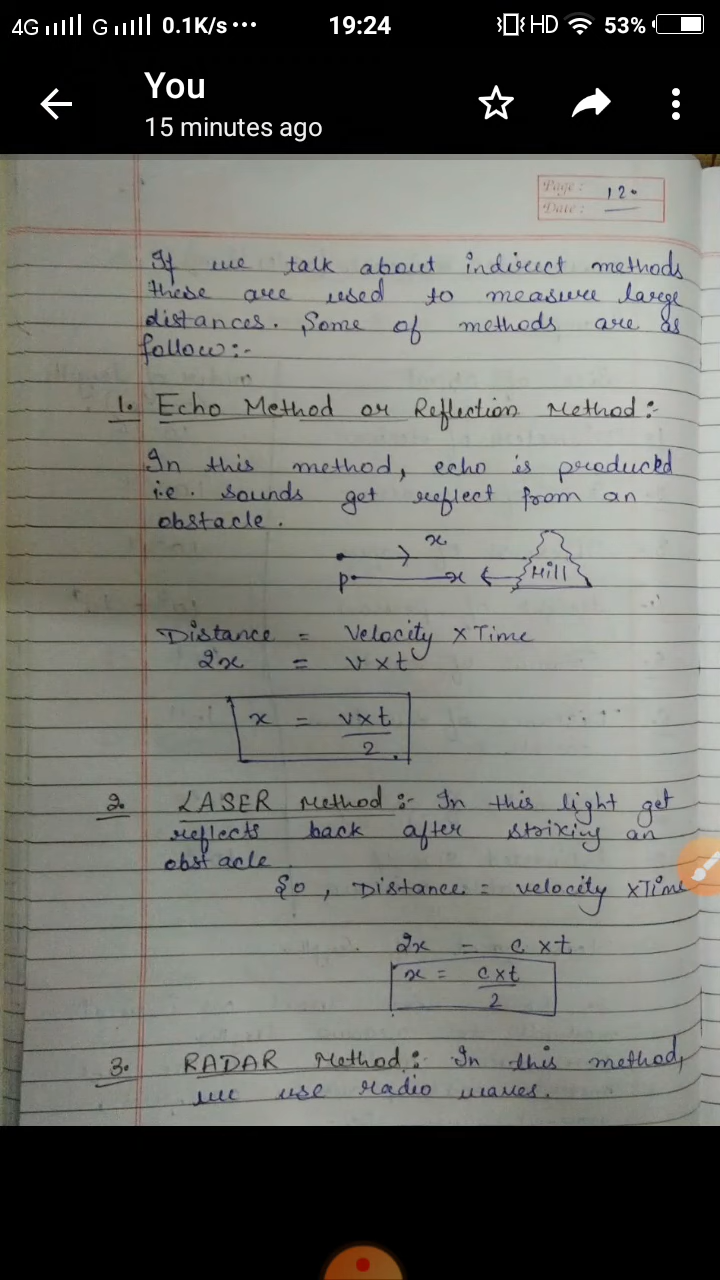 4G G 0.1K/s ••• 19:24 HD 53%
You
15 minutes ago
Page : 120
Date :
If we talk about indirect methods
these are used to measure large
distances. Some of methods are as
follow:-
1. Echo Method or Reflection Method:-
In this method, echo is produced
i.e. sounds get reflect from an
obstacle.
x
P x Hill
Distance = Velocity × Time
2x = v×t
x = v×t
2
2. LASER Method:- In this light get
reflects back after striking an
obstacle.
So, Distance = velocity ×Time
2x = c ×t
x = c×t
2
3. RADAR Method:- In this method,
we use radio waves.